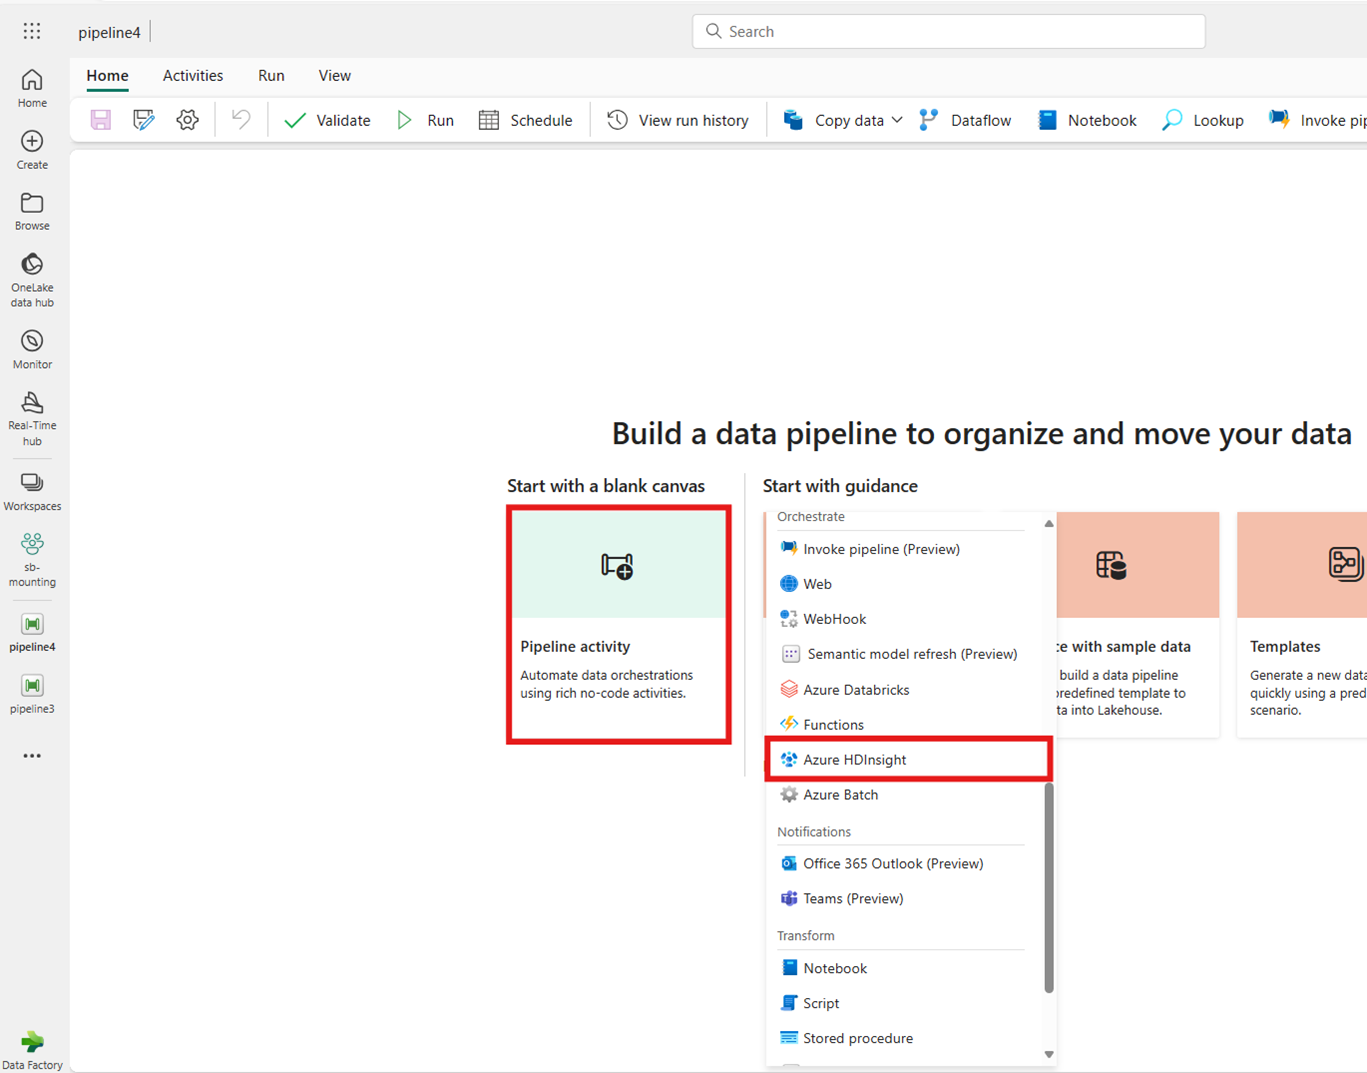 pipeline4
Search
Home
Activities
Run
View
Validate
Run
Schedule
View run history
Copy data
Dataflow
Notebook
Lookup
Invoke pip
Home
Create
Browse
OneLake
data hub
Monitor
Real-Time
hub
Workspaces
sb-
mounting
pipeline4
pipeline3
Data Factory
Build a data pipeline to organize and move your data
Start with a blank canvas
Pipeline activity
Automate data orchestrations
using rich no-code activities.
Start with guidance
Orchestrate
Invoke pipeline (Preview)
Web
WebHook
Semantic model refresh (Preview)
Azure Databricks
Functions
Azure HDInsight
Azure Batch
Notifications
Office 365 Outlook (Preview)
Teams (Preview)
Transform
Notebook
Script
Stored procedure
ce with sample data
build a data pipeline
redefined template to
ta into Lakehouse.
Templates
Generate a new data
quickly using a pred
scenario.